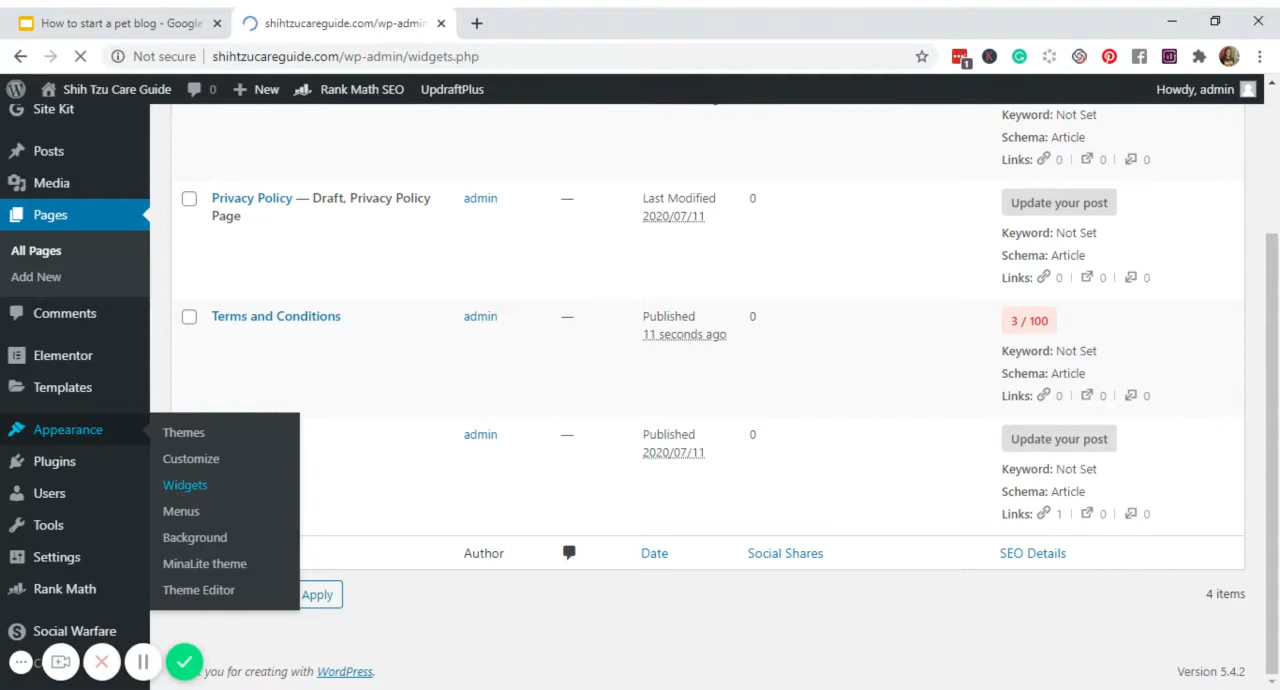 How to start a pet blog - Google
shihtzucareguide.com/wp-admin
Not secure
shihtzucareguide.com/wp-admin/widgets.php
1
Shih Tzu Care Guide
0
New
Rank Math SEO
UpdraftPlus
Howdy, admin
Site Kit
Posts
Media
Pages
All Pages
Add New
Comments
Elementor
Templates
Appearance
Plugins
Users
Tools
Settings
Rank Math
Social Warfare
Themes
Customize
Widgets
Menus
Background
MinaLite theme
Theme Editor
Keyword: Not Set
Schema: Article
Links: 0 | 0 | 0
Privacy Policy — Draft, Privacy Policy
Page
admin
—
Last Modified
2020/07/11
0
Update your post
Keyword: Not Set
Schema: Article
Links: 0 | 0 | 0
Terms and Conditions
admin
—
Published
11 seconds ago
0
3 / 100
Keyword: Not Set
Schema: Article
Links: 0 | 0 | 0
admin
—
Published
2020/07/11
0
Update your post
Keyword: Not Set
Schema: Article
Links: 1 | 0 | 0
Author
Date
Social Shares
SEO Details
Apply
4 items
you for creating with WordPress.
Version 5.4.2